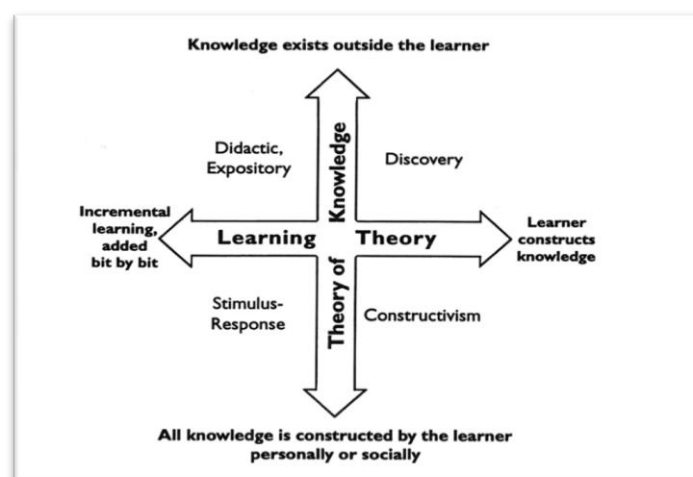 Knowledge exists outside the learner
Didactic,
Expository
Theory of Knowledge
Discovery
Incremental
learning,
added
bit by bit
Learning Theory
Learner
constructs
knowledge
Stimulus-
Response
Constructivism
All knowledge is constructed by the learner
personally or socially